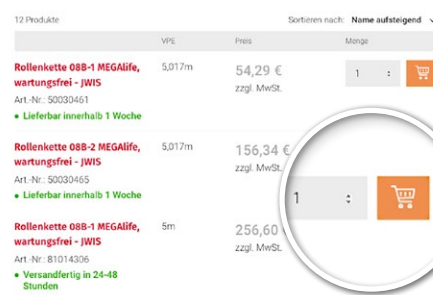 12 Produkte
Sortieren nach: Name aufsteigend
VPE Preis Menge
Rollenkette 08B-1 MEGAlife,
wartungsfrei - JWIS
Art.-Nr.: 50030461
• Lieferbar innerhalb 1 Woche
5,017m
54,29 €
zzgl. MwSt.
1
Rollenkette 08B-2 MEGAlife,
wartungsfrei - JWIS
Art.-Nr.: 50030465
• Lieferbar innerhalb 1 Woche
5,017m
156,34 €
zzgl. MwSt.
1
Rollenkette 08B-1 MEGAlife,
wartungsfrei - JWIS
Art.-Nr.: 81014306
• Versandfertig in 24-48
Stunden
5m
256,60
zzgl. MwSt.